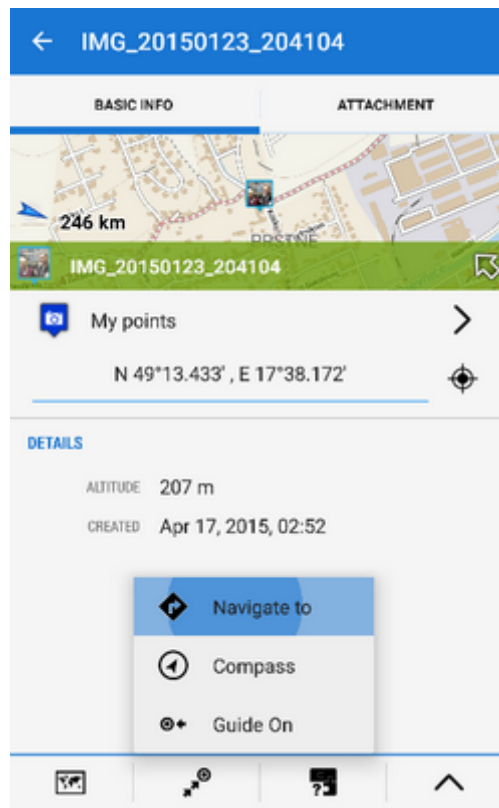 IMG_20150123_204104
BASIC INFO
ATTACHMENT
246 km
PRSTNÉ
IMG_20150123_204104
My points
N 49°13.433' , E 17°38.172'
DETAILS
ALTITUDE 207 m
CREATED Apr 17, 2015, 02:52
Navigate to
Compass
Guide On